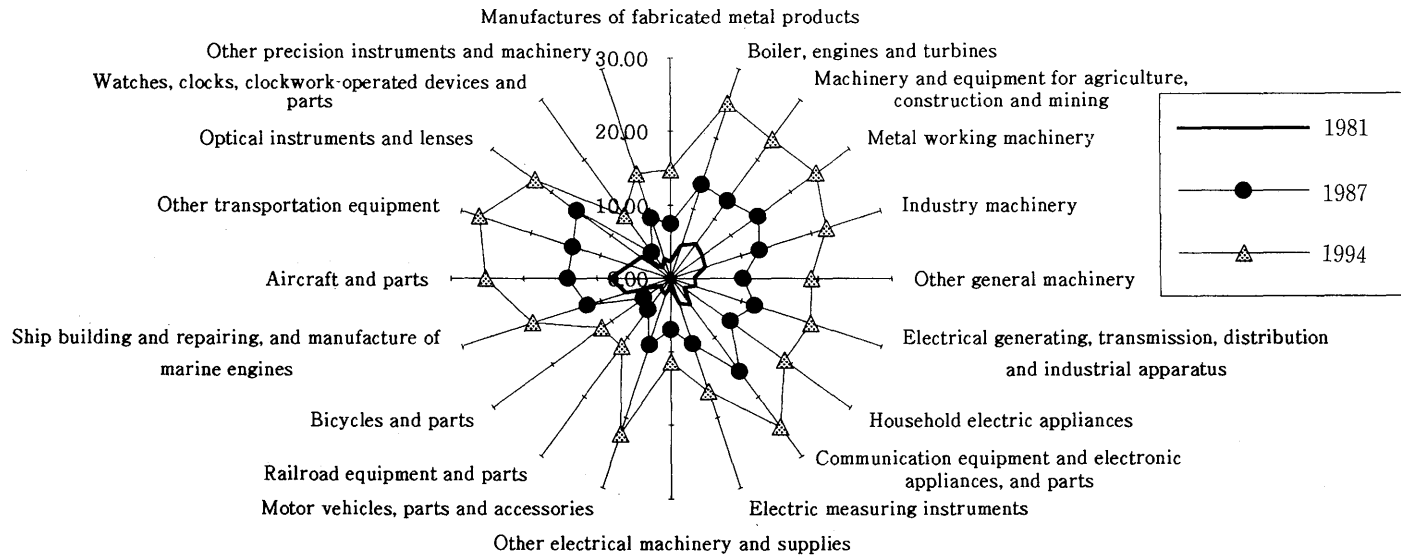 Manufactures of fabricated metal products
Other precision instruments and machinery
30.00
Boiler, engines and turbines
Watches, clocks, clockwork-operated devices and
parts
Machinery and equipment for agriculture,
construction and mining
1981
20.00
Optical instruments and lenses
Metal working machinery
1987
10.00
Other transportation equipment
Industry machinery
1994
0.00
Aircraft and parts
Other general machinery
Ship building and repairing, and manufacture of
marine engines
Electrical generating, transmission, distribution
and industrial apparatus
Bicycles and parts
Household electric appliances
Railroad equipment and parts
Communication equipment and electronic
appliances, and parts
Motor vehicles, parts and accessories
Electric measuring instruments
Other electrical machinery and supplies